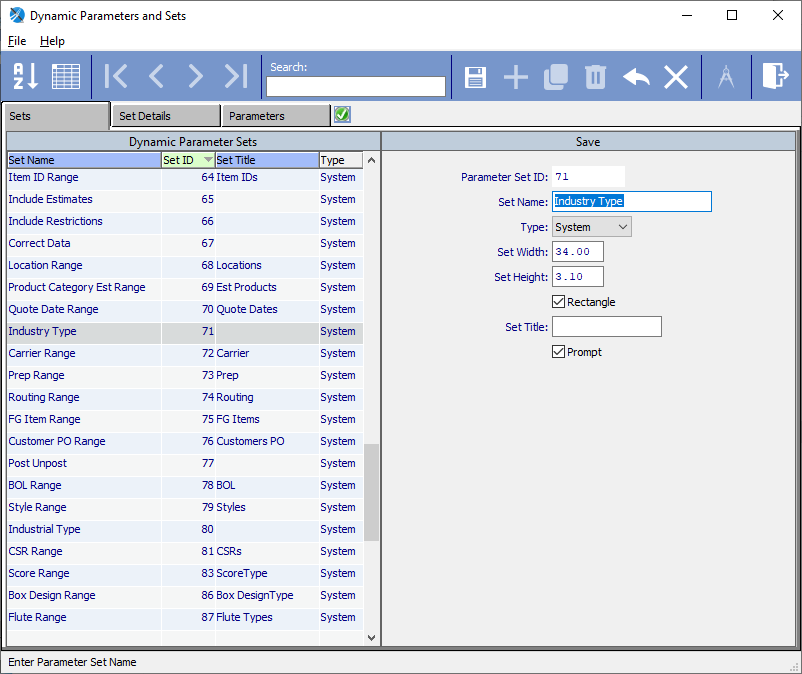 Dynamic Parameters and Sets
File Help
A Z Search:
Sets Set Details Parameters
Dynamic Parameter Sets
Set Name Set ID Set Title Type
Item ID Range 64 Item IDs System
Include Estimates 65 System
Include Restrictions 66 System
Correct Data 67 System
Location Range 68 Locations System
Product Category Est Range 69 Est Products System
Quote Date Range 70 Quote Dates System
Industry Type 71 System
Carrier Range 72 Carrier System
Prep Range 73 Prep System
Routing Range 74 Routing System
FG Item Range 75 FG Items System
Customer PO Range 76 Customers PO System
Post Unpost 77 System
BOL Range 78 BOL System
Style Range 79 Styles System
Industrial Type 80 System
CSR Range 81 CSRs System
Score Range 83 ScoreType System
Box Design Range 86 Box DesignType System
Flute Range 87 Flute Types System
Save
Parameter Set ID: 71
Set Name: Industry Type
Type: System
Set Width: 34.00
Set Height: 3.10
Rectangle
Set Title:
Prompt
Enter Parameter Set Name